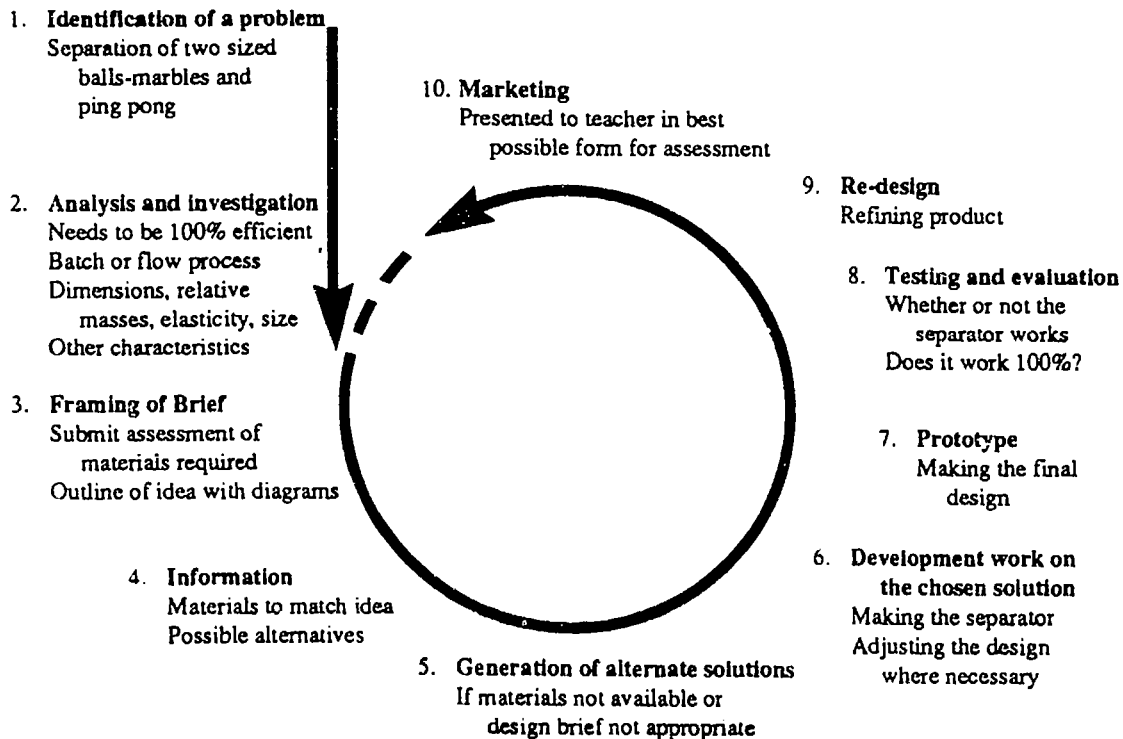 1. Identification of a problem
Separation of two sized
balls-marbles and
ping pong
2. Analysis and investigation
Needs to be 100% efficient
Batch or flow process
Dimensions, relative
masses, elasticity, size
Other characteristics
3. Framing of Brief
Submit assessment of
materials required
Outline of idea with diagrams
4. Information
Materials to match idea
Possible alternatives
5. Generation of alternate solutions
If materials not available or
design brief not appropriate
6. Development work on
the chosen solution
Making the separator
Adjusting the design
where necessary
7. Prototype
Making the final
design
8. Testing and evaluation
Whether or not the
separator works
Does it work 100%?
9. Re-design
Refining product
10. Marketing
Presented to teacher in best
possible form for assessment